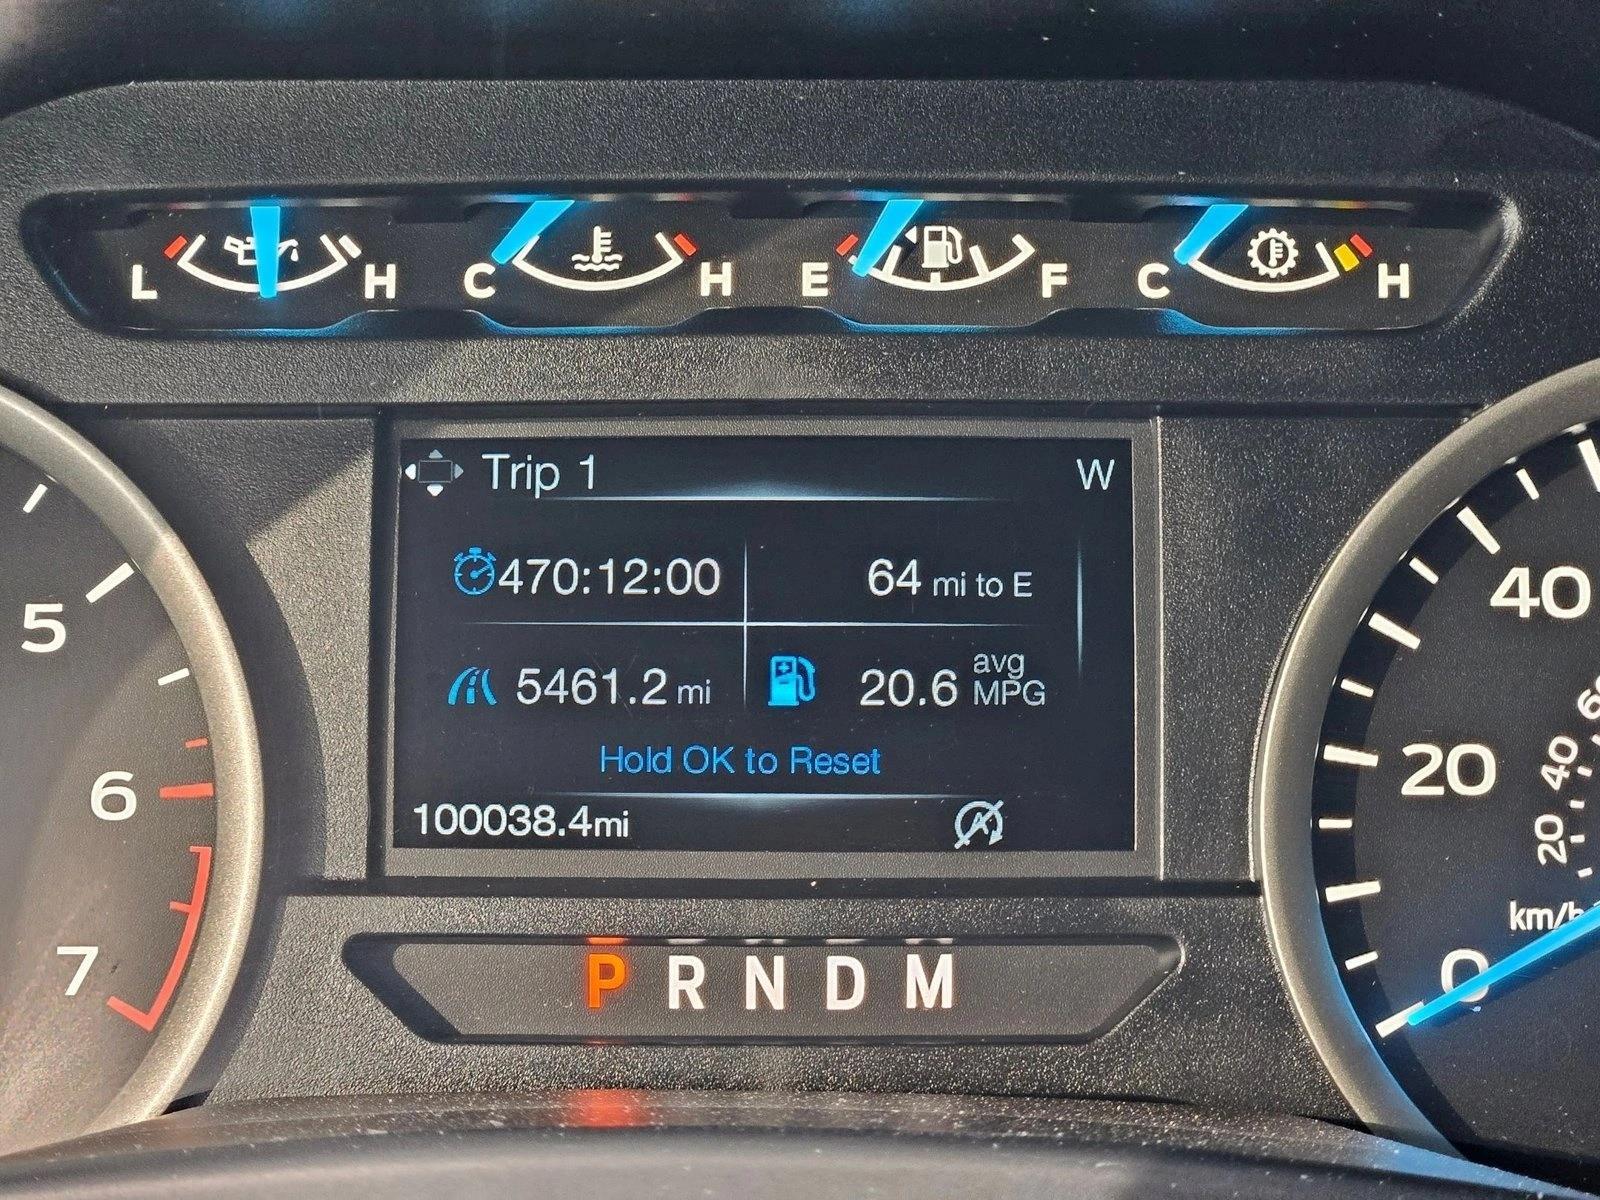 L H C H E F C H
Trip 1 W
470:12:00 64 mi to E
5461.2 mi 20.6 avg MPG
Hold OK to Reset
100038.4mi
P R N D M
5
6
7
40
20
0
40
20
km/h